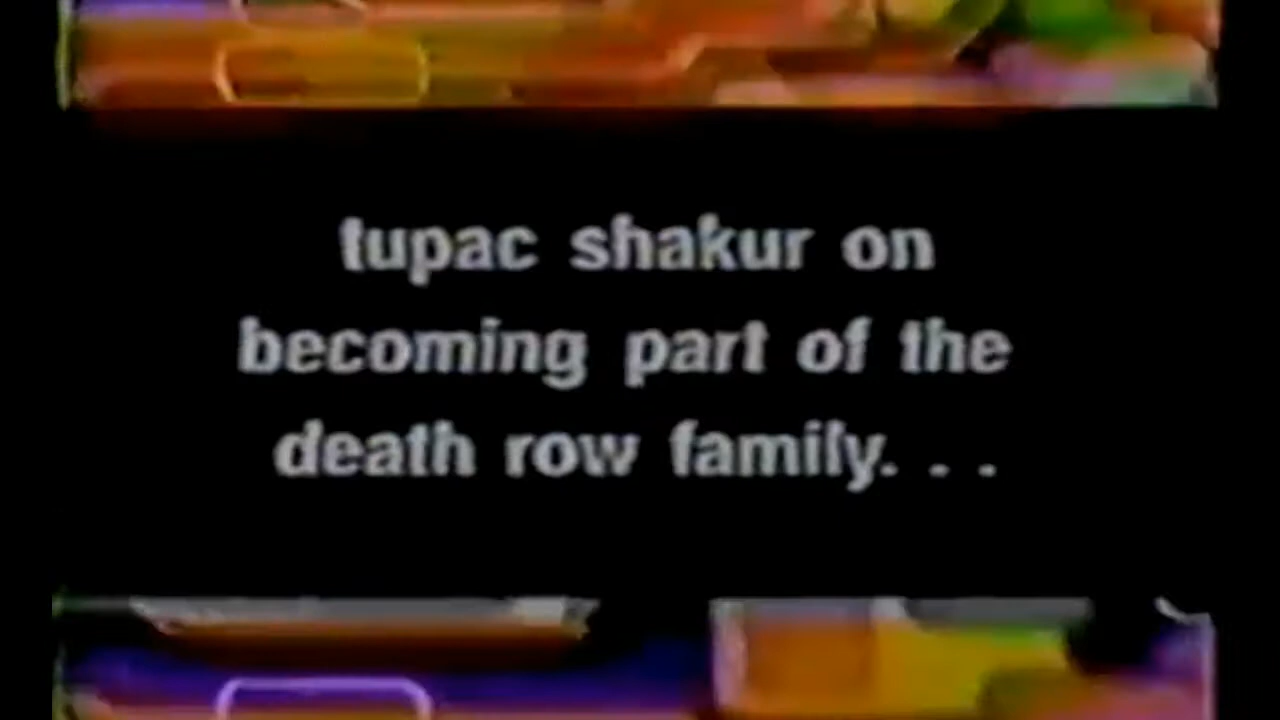 tupac shakur on
becoming part of the
death row family. . .